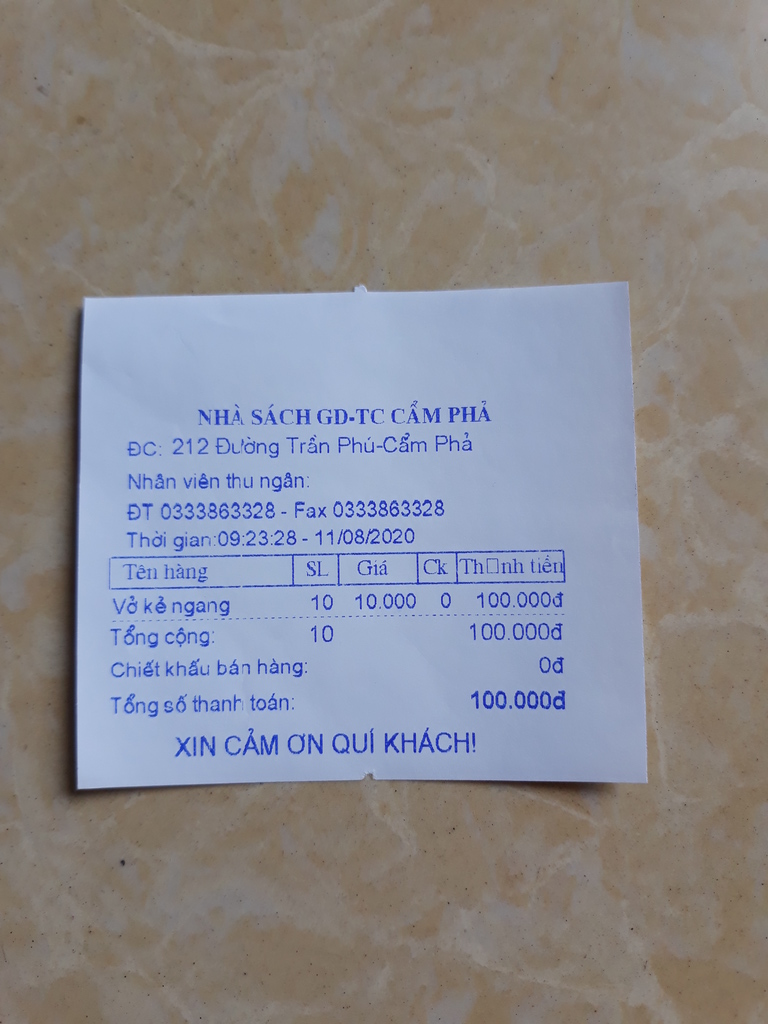 NHÀ SÁCH GD-TC CẨM PHẢ
ĐC: 212 Đường Trần Phú-Cẩm Phả
Nhân viên thu ngân:
ĐT 0333863328 - Fax 0333863328
Thời gian:09:23:28 - 11/08/2020
Tên hàng SL Giá Ck Th□nh tiền
Vở kẻ ngang 10 10.000 0 100.000đ
Tổng cộng: 10 100.000đ
Chiết khấu bán hàng: 0đ
Tổng số thanh toán: 100.000đ
XIN CẢM ƠN QUÍ KHÁCH!